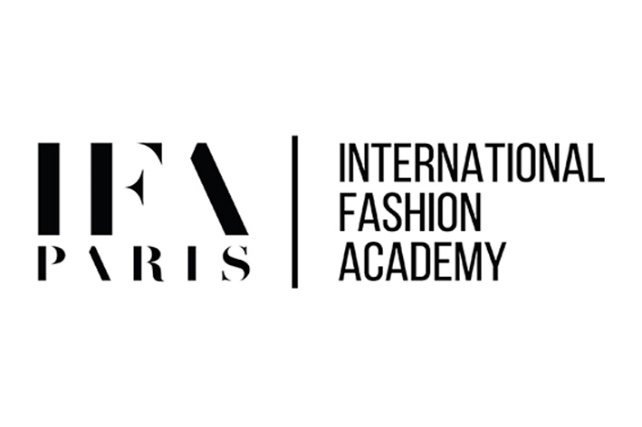 IFA
PARIS
INTERNATIONAL
FASHION
ACADEMY